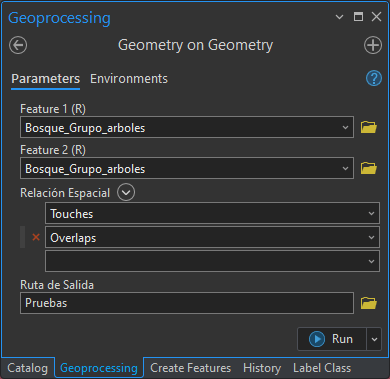 Geoprocessing
Geometry on Geometry
Parameters Environments
?
Feature 1 (R)
Bosque_Grupo_arboles
Feature 2 (R)
Bosque_Grupo_arboles
Relación Espacial
Touches
Overlaps
Ruta de Salida
Pruebas
Run
Catalog Geoprocessing Create Features History Label Class